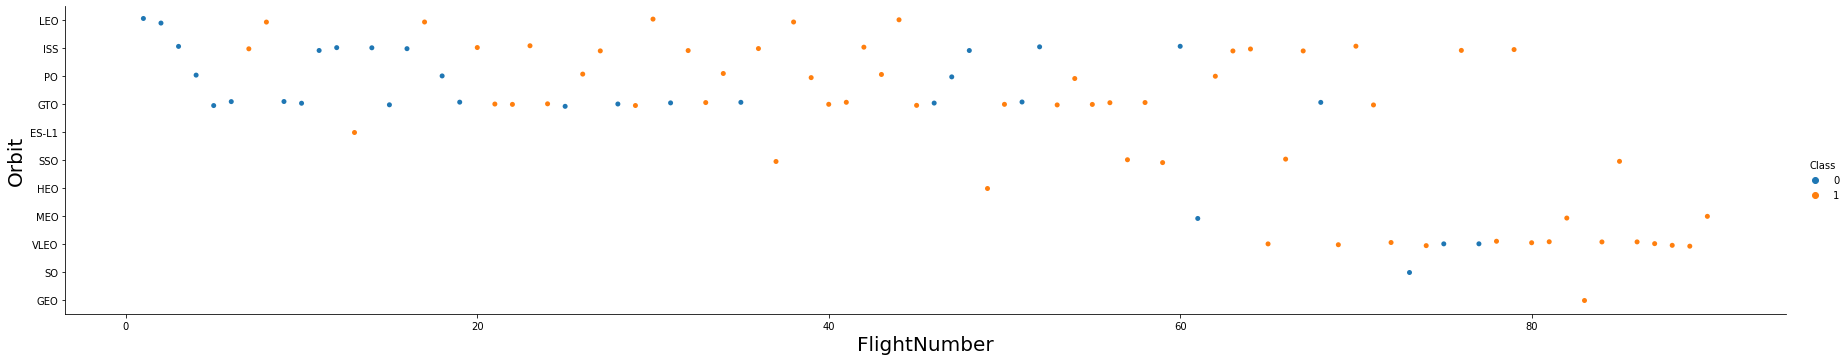 LEO
ISS
PO
GTO
ES-L1
SSO
HEO
MEO
VLEO
SO
GEO
Orbit
0
20
40
60
80
FlightNumber
Class
0
1